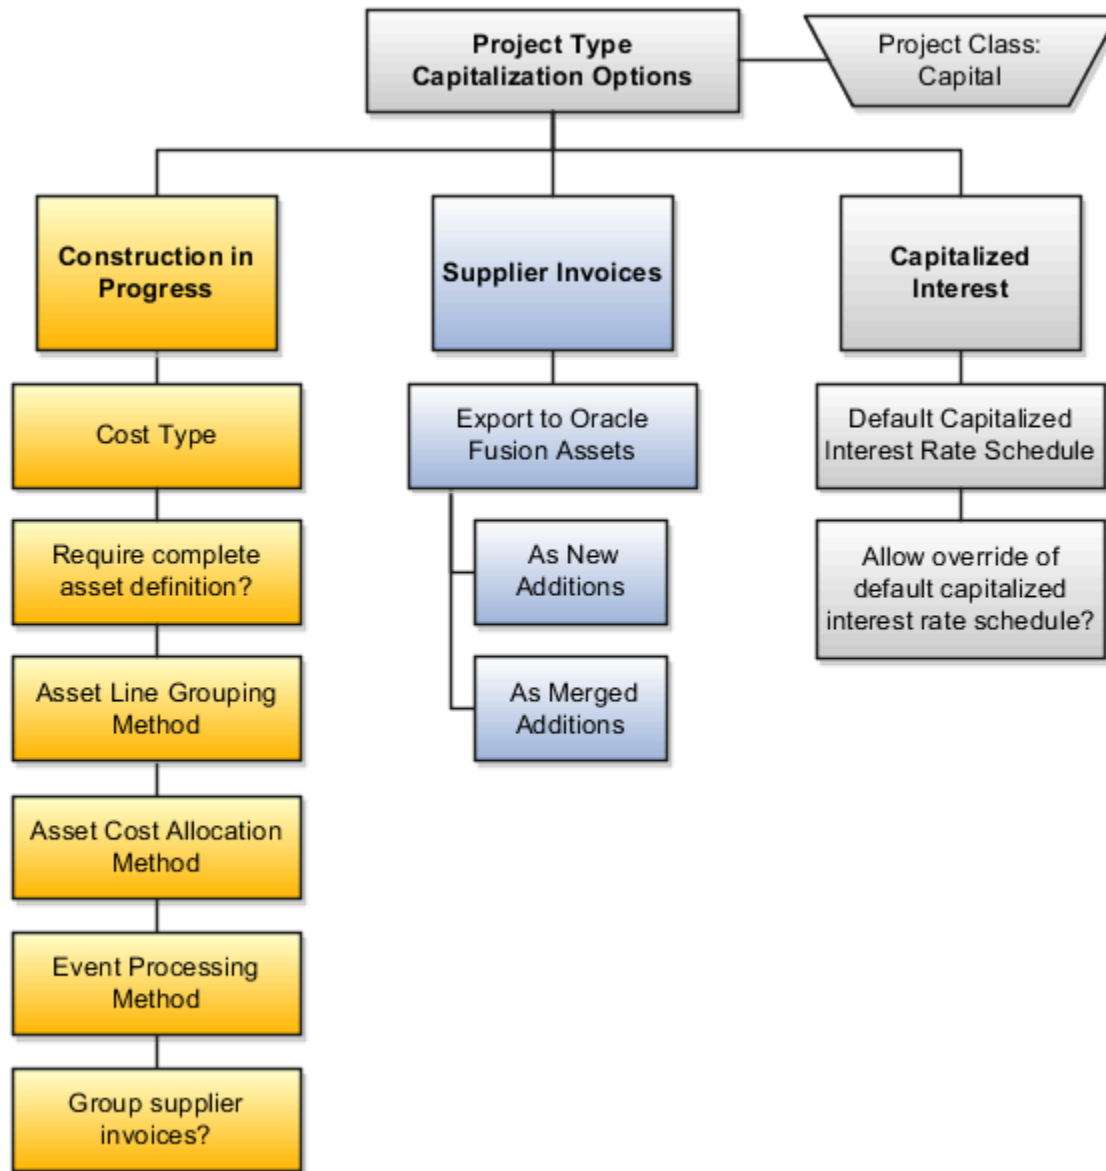 Project Type
Capitalization Options
Project Class:
Capital
Construction in
Progress
Cost Type
Require complete
asset definition?
Asset Line Grouping
Method
Asset Cost Allocation
Method
Event Processing
Method
Group supplier
invoices?
Supplier Invoices
Export to Oracle
Fusion Assets
As New
Additions
As Merged
Additions
Capitalized
Interest
Default Capitalized
Interest Rate Schedule
Allow override of
default capitalized
interest rate schedule?